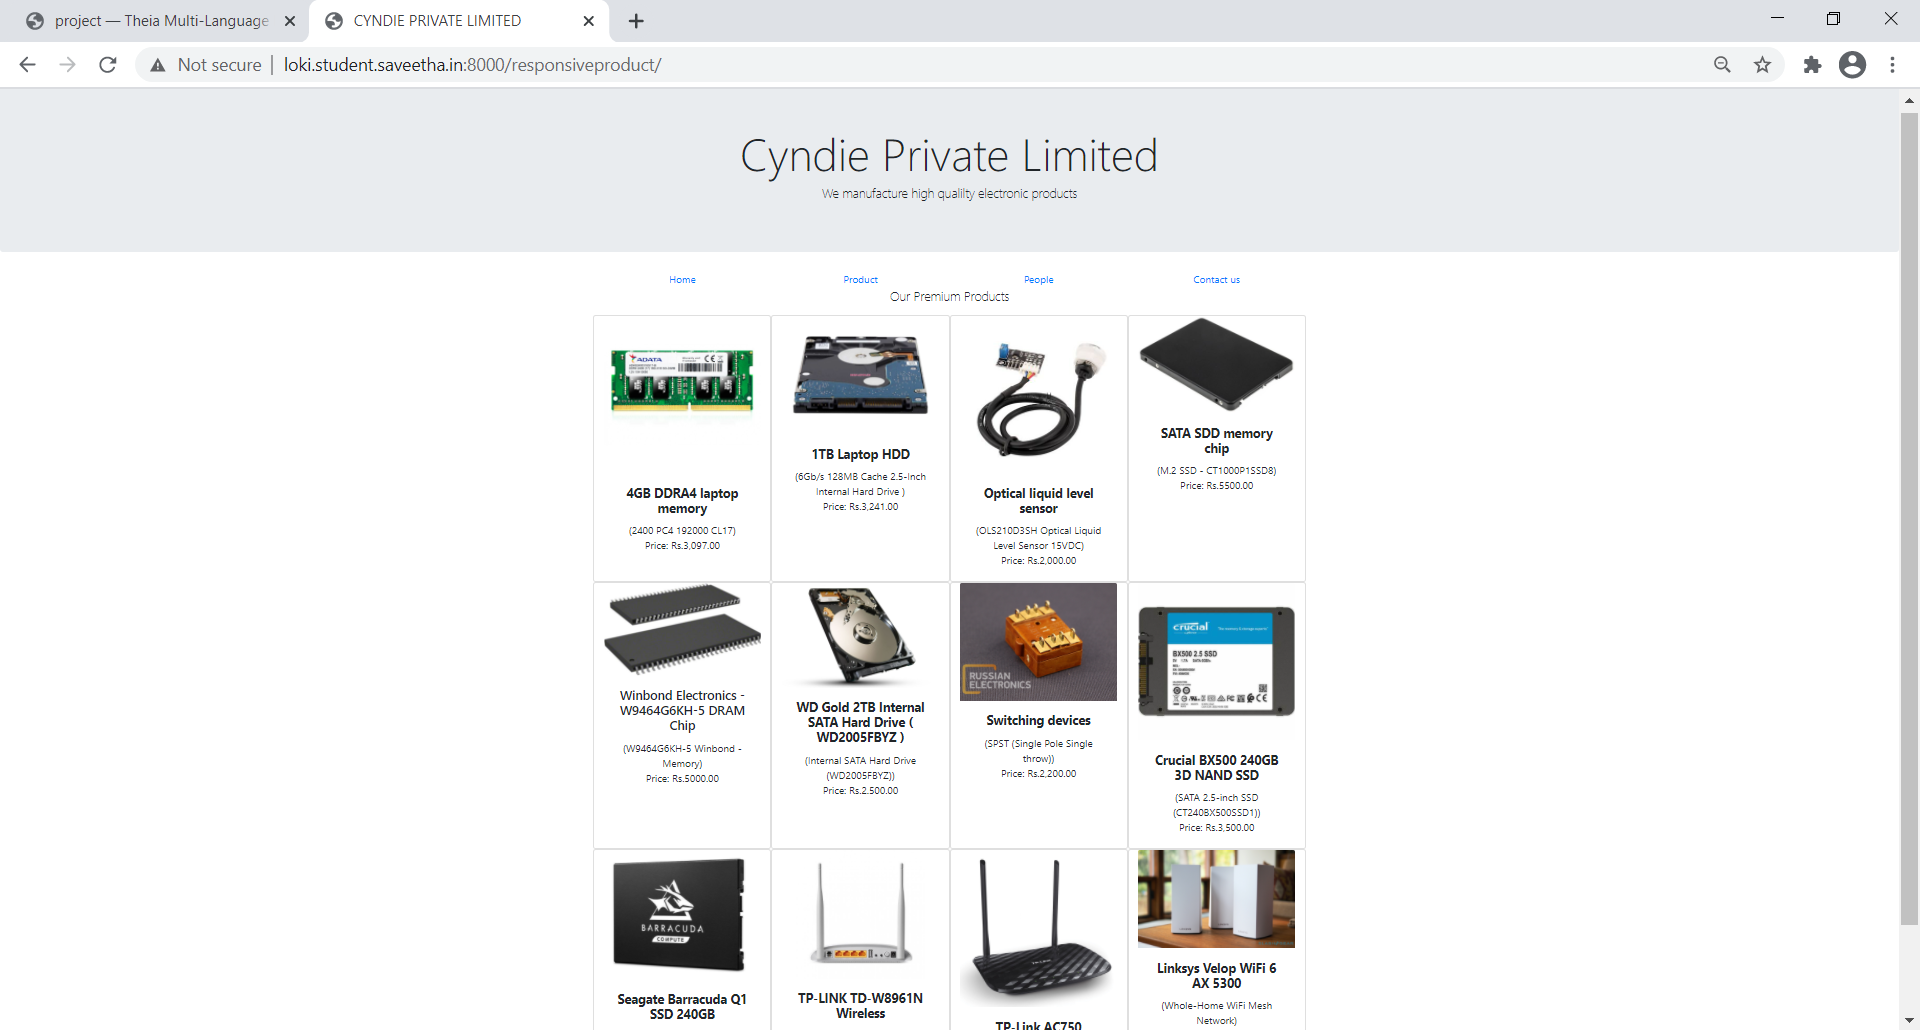 project — Theia Multi-Language
CYNDIE PRIVATE LIMITED
Not secure
loki.student.saveetha.in:8000/responsiveproduct/
Cyndie Private Limited
We manufacture high qualilty electronic products
Home
Product
People
Contact us
Our Premium Products
ADATA
4GB DDRA4 laptop
memory
(2400 PC4 192000 CL17)
Price: Rs.3,097.00
1TB Laptop HDD
(6Gb/s 128MB Cache 2.5-Inch
Internal Hard Drive )
Price: Rs.3,241.00
Optical liquid level
sensor
(OLS210D3SH Optical Liquid
Level Sensor 15VDC)
Price: Rs.2,000.00
SATA SDD memory
chip
(M.2 SSD - CT1000P1SSD8)
Price: Rs.5500.00
Winbond Electronics -
W9464G6KH-5 DRAM
Chip
(W9464G6KH-5 Winbond -
Memory)
Price: Rs.5000.00
WD Gold 2TB Internal
SATA Hard Drive (
WD2005FBYZ )
(Internal SATA Hard Drive
(WD2005FBYZ))
Price: Rs.2.500.00
RUSSIAN
ELECTRONICS
Switching devices
(SPST (Single Pole Single
throw))
Price: Rs.2,200.00
crucial
BX500 2.5 SSD
Crucial BX500 240GB
3D NAND SSD
(SATA 2.5-inch SSD
(CT240BX500SSD1))
Price: Rs.3,500.00
BARRACUDA
COMPUTE
Seagate Barracuda Q1
SSD 240GB
TP-LINK TD-W8961N
Wireless
TP-Link AC750
Linksys Velop WiFi 6
AX 5300
(Whole-Home WiFi Mesh
Network)